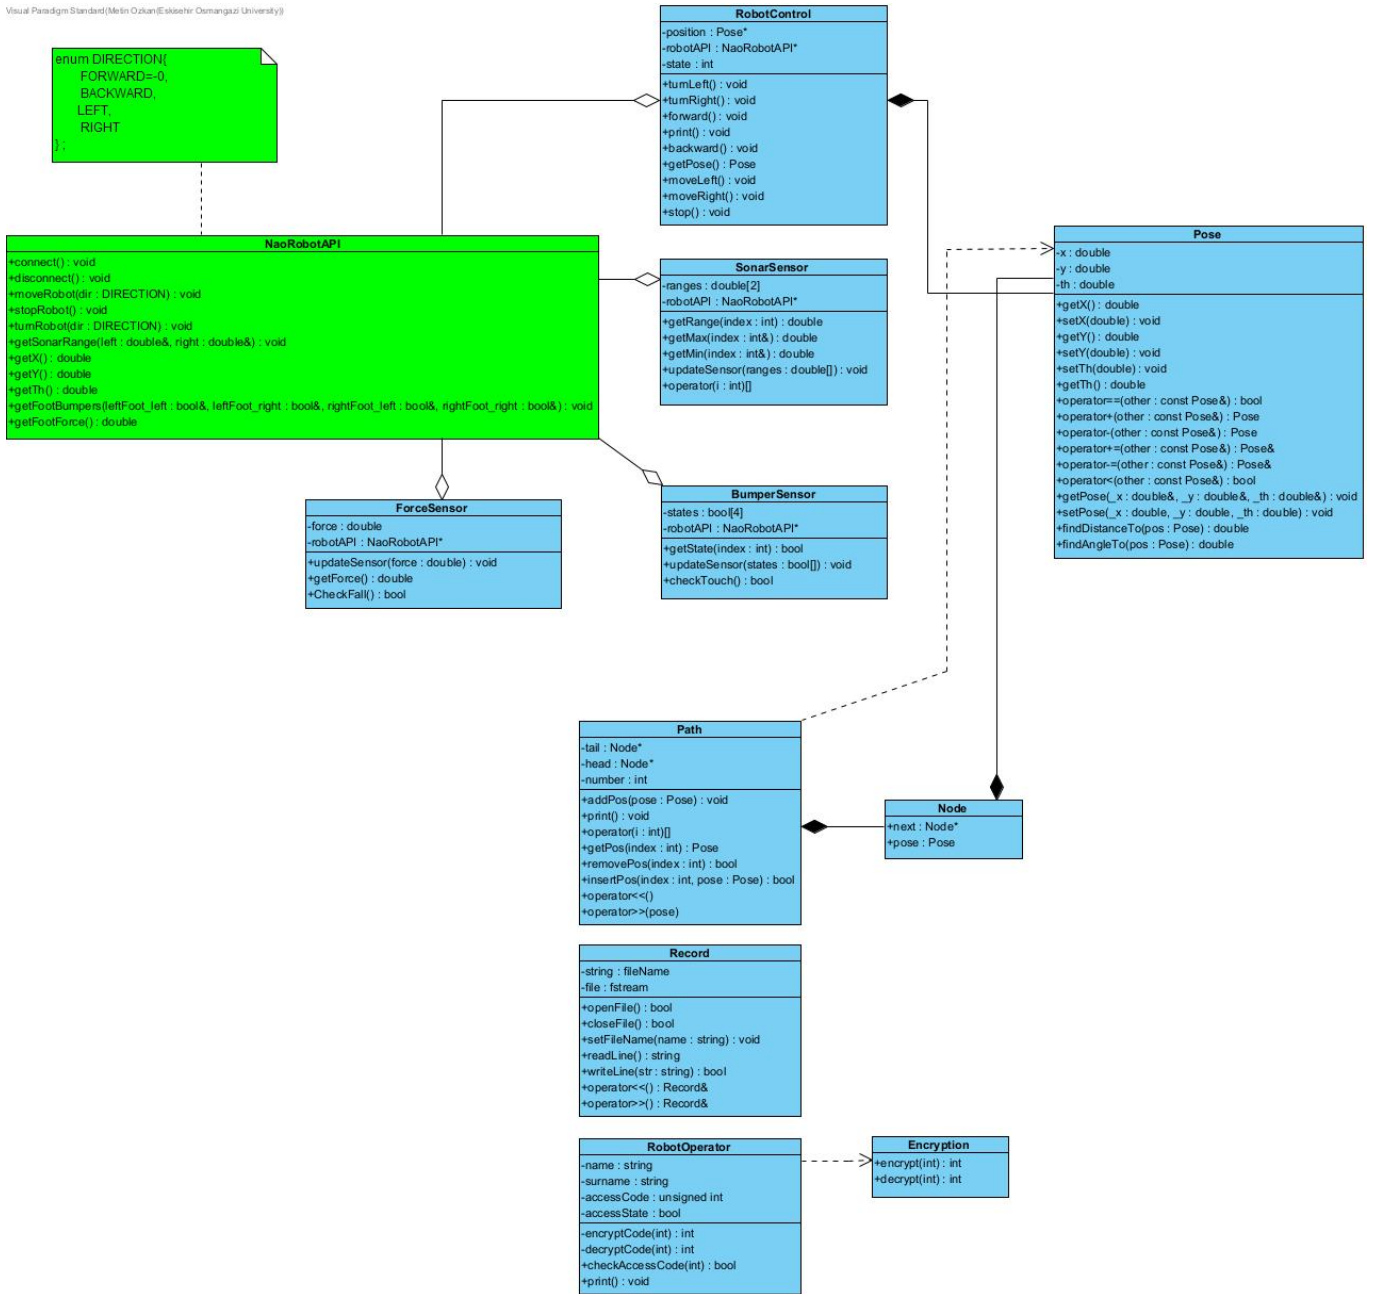 Visual Paradigm Standard(Metin Ozkan(Eskisehir Osmangazi University))
enum DIRECTION{
FORWARD=-0,
BACKWARD,
LEFT,
RIGHT
} ;
RobotControl
-position : Pose*
-robotAPI : NaoRobotAPI*
-state : int
+turnLeft() : void
+turnRight() : void
+forward() : void
+print() : void
+backward() : void
+getPose() : Pose
+moveLeft() : void
+moveRight() : void
+stop() : void
NaoRobotAPI
+connect() : void
+disconnect() : void
+moveRobot(dir : DIRECTION) : void
+stopRobot() : void
+turnRobot(dir : DIRECTION) : void
+getSonarRange(left : double&, right : double&) : void
+getX() : double
+getY() : double
+getTh() : double
+getFootBumpers(leftFoot_left : bool&, leftFoot_right : bool&, rightFoot_left : bool&, rightFoot_right : bool&) : void
+getFootForce() : double
SonarSensor
-ranges : double[2]
-robotAPI : NaoRobotAPI*
+getRange(index : int) : double
+getMax(index : int&) : double
+getMin(index : int&) : double
+updateSensor(ranges : double[]) : void
+operator(i : int)[]
Pose
-x : double
-y : double
-th : double
+getX() : double
+setX(double) : void
+getY() : double
+setY(double) : void
+setTh(double) : void
+getTh() : double
+operator==(other : const Pose&) : bool
+operator+(other : const Pose&) : Pose
+operator-(other : const Pose&) : Pose
+operator+=(other : const Pose&) : Pose&
+operator-=(other : const Pose&) : Pose&
+operator<(other : const Pose&) : bool
+getPose(_x : double&, _y : double&, _th : double&) : void
+setPose(_x : double, _y : double, _th : double) : void
+findDistanceTo(pos : Pose) : double
+findAngleTo(pos : Pose) : double
ForceSensor
-force : double
-robotAPI : NaoRobotAPI*
+updateSensor(force : double) : void
+getForce() : double
+CheckFall() : bool
BumperSensor
-states : bool[4]
-robotAPI : NaoRobotAPI*
+getState(index : int) : bool
+updateSensor(states : bool[]) : void
+checkTouch() : bool
Path
-tail : Node*
-head : Node*
-number : int
+addPos(pose : Pose) : void
+print() : void
+operator(i : int)[]
+getPos(index : int) : Pose
+removePos(index : int) : bool
+insertPos(index : int, pose : Pose) : bool
+operator<<()
+operator>>(pose)
Node
+next : Node*
+pose : Pose
Record
-string : fileName
-file : fstream
+openFile() : bool
+closeFile() : bool
+setFileName(name : string) : void
+readLine() : string
+writeLine(str : string) : bool
+operator<<() : Record&
+operator>>() : Record&
RobotOperator
-name : string
-surname : string
-accessCode : unsigned int
-accessState : bool
-encryptCode(int) : int
-decryptCode(int) : int
+checkAccessCode(int) : bool
+print() : void
Encryption
+encrypt(int) : int
+decrypt(int) : int